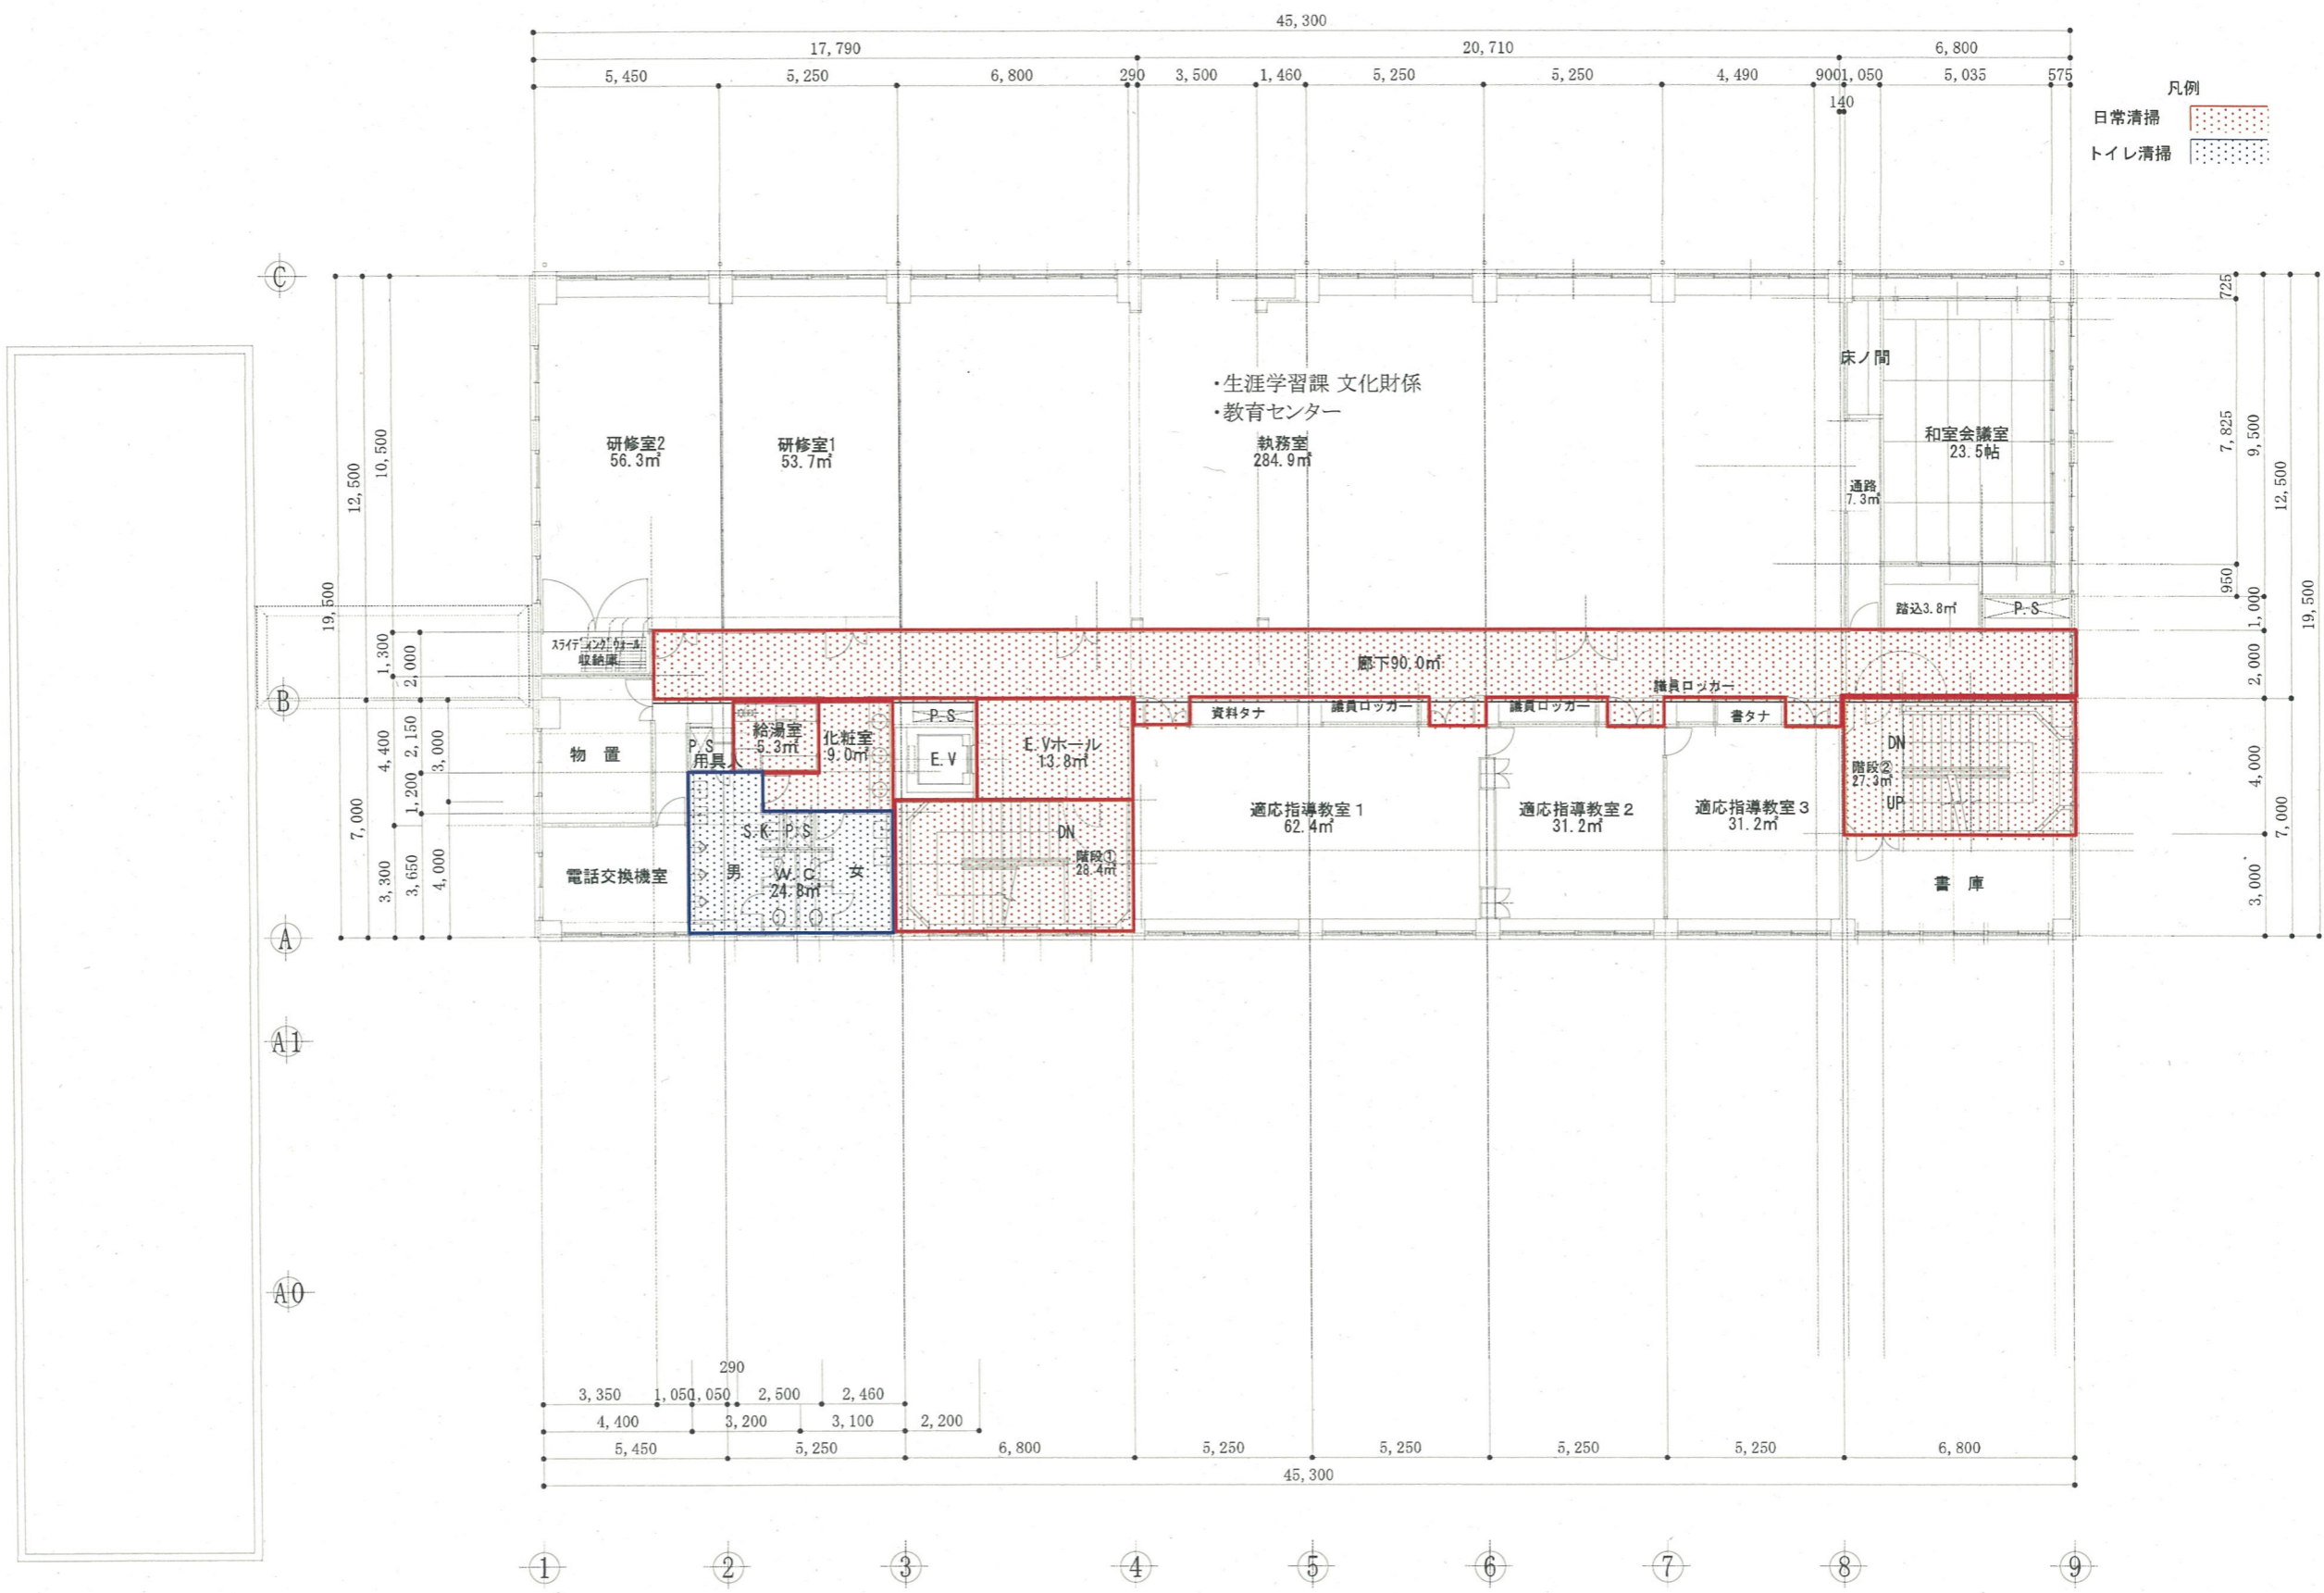 45,300
17,790
20,710
6,800
5,450
5,250
6,800
290
3,500
1,460
5,250
5,250
4,490
900
1,050
5,035
575
140
凡例
日常清掃
トイレ清掃
C
725
・生涯学習課 文化財係
・教育センター
執務室
284.9㎡
床ノ間
研修室2
56.3㎡
研修室1
53.7㎡
和室会議室
23.5帖
通路
7.3㎡
10,500
12,500
19,500
7,825
9,500
12,500
19,500
950
1,000
踏込3.8㎡
P.S
スライディングウォール
収納庫
1,300
2,000
廊下90.0㎡
2,000
議員ロッカー
B
P.S
資料タナ
議員ロッカー
議員ロッカー
書タナ
給湯室
5.3㎡
化粧室
9.0㎡
E.V
E.Vホール
13.8㎡
物 置
P.S
用具入
DN
階段②
27.3㎡
UP
4,400
2,150
3,000
1,200
7,000
4,000
7,000
適応指導教室１
62.4㎡
適応指導教室２
31.2㎡
適応指導教室３
31.2㎡
S.K
P.S
DN
階段①
28.4㎡
男
W.C
24.8㎡
女
電話交換機室
書 庫
3,300
3,650
4,000
3,000
A
A1
A0
290
3,350
1,050
1,050
2,500
2,460
4,400
3,200
3,100
2,200
5,450
5,250
6,800
5,250
5,250
5,250
5,250
6,800
45,300
1
2
3
4
5
6
7
8
9